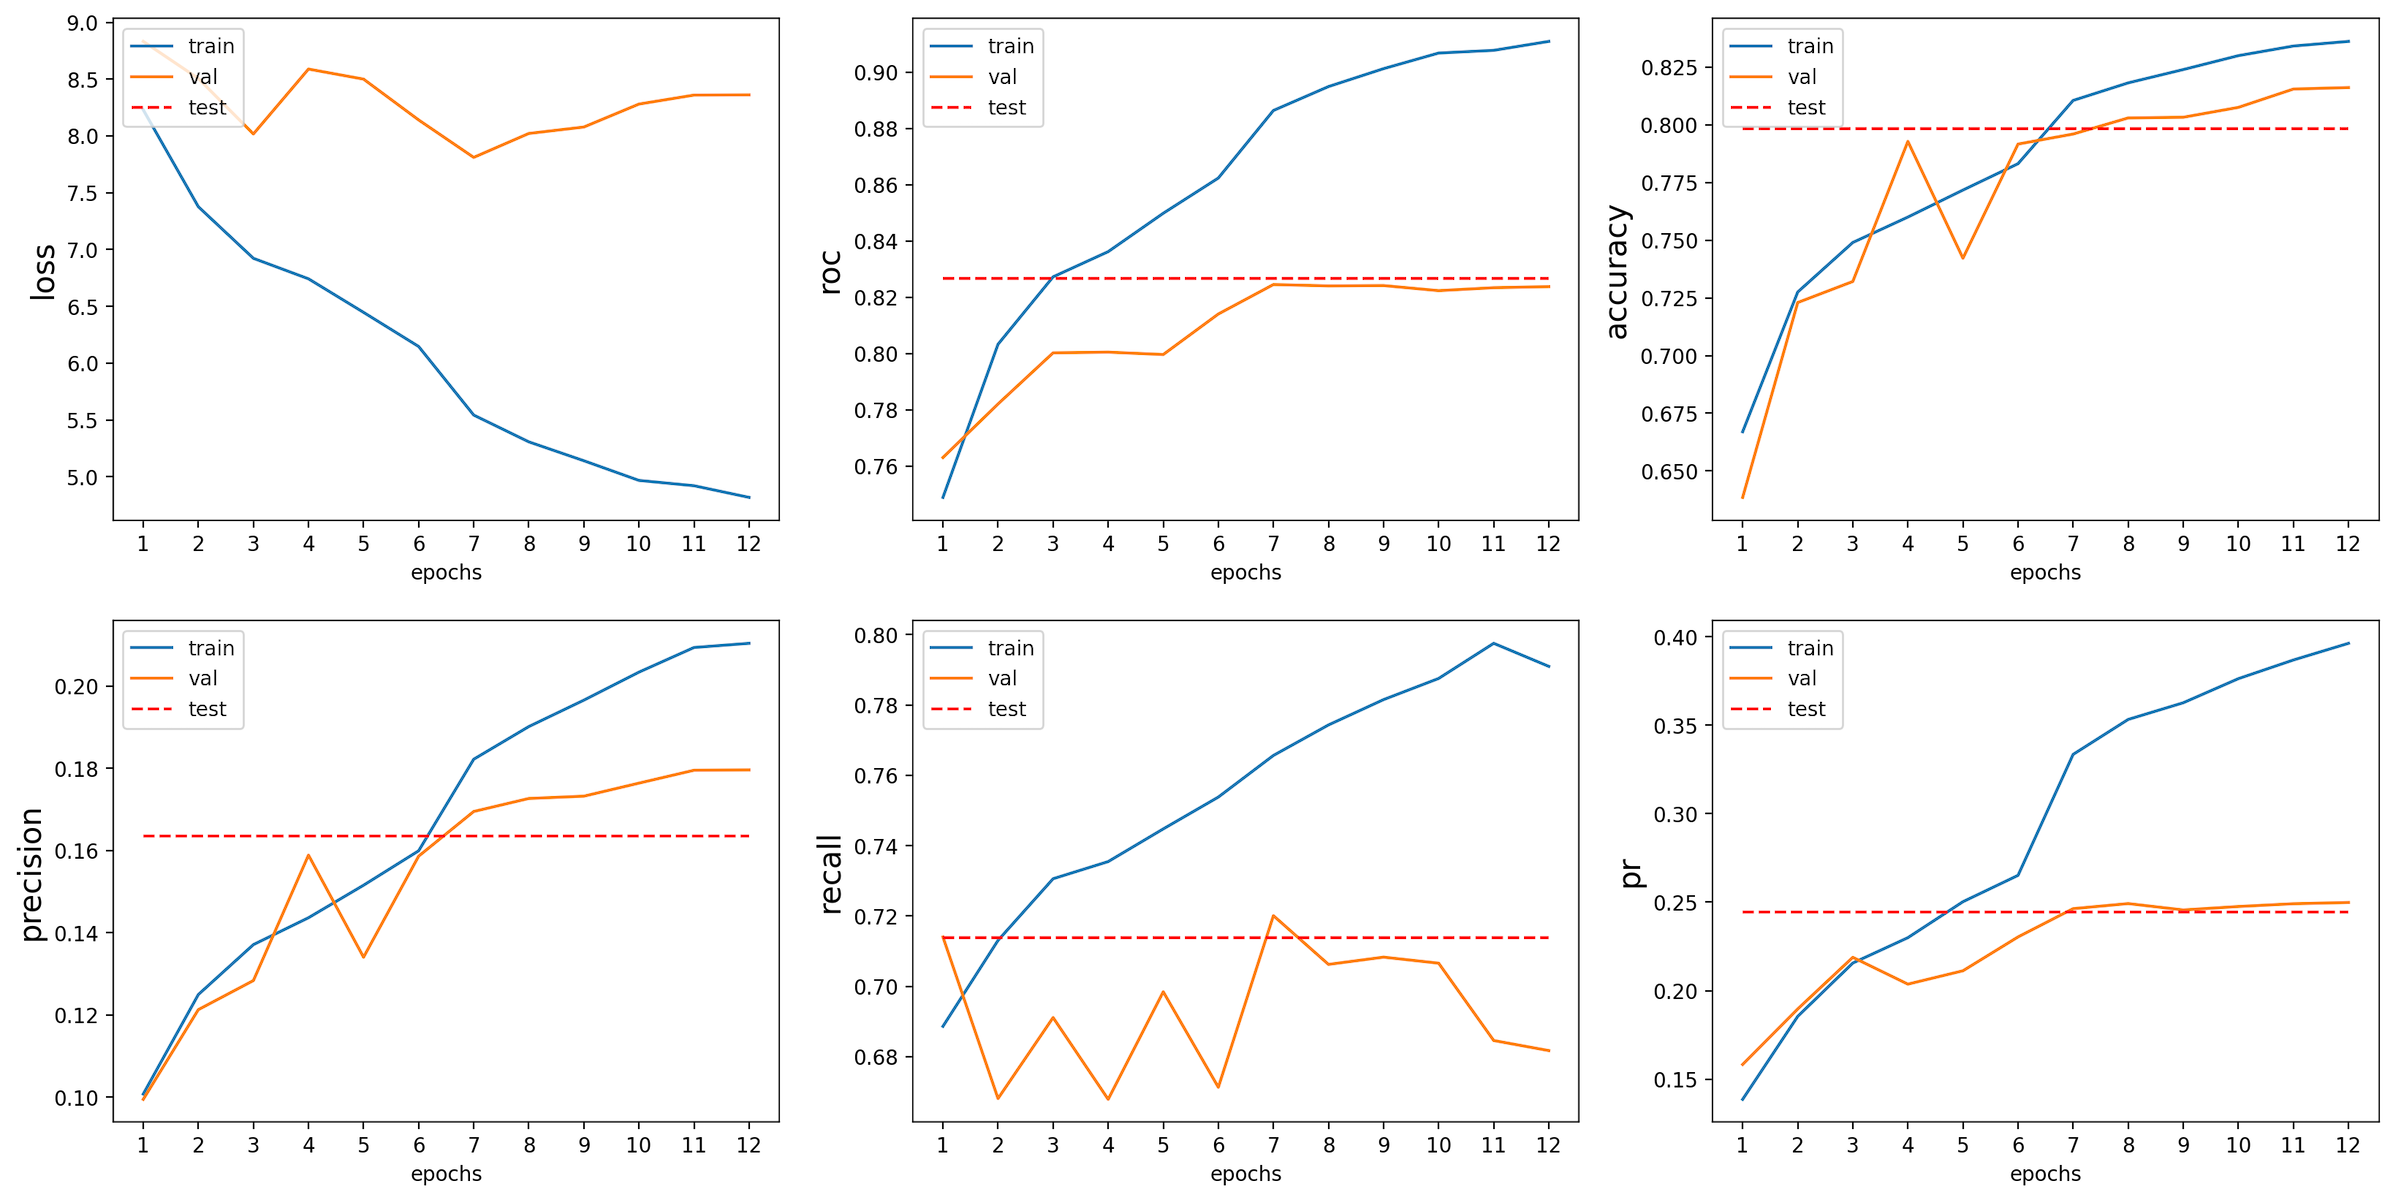 9.0
8.5
8.0
7.5
7.0
6.5
6.0
5.5
5.0
loss
train
val
test
1 2 3 4 5 6 7 8 9 10 11 12
epochs
0.90
0.88
0.86
0.84
0.82
0.80
0.78
0.76
roc
train
val
test
1 2 3 4 5 6 7 8 9 10 11 12
epochs
0.825
0.800
0.775
0.750
0.725
0.700
0.675
0.650
accuracy
train
val
test
1 2 3 4 5 6 7 8 9 10 11 12
epochs
0.20
0.18
0.16
0.14
0.12
0.10
precision
train
val
test
1 2 3 4 5 6 7 8 9 10 11 12
epochs
0.80
0.78
0.76
0.74
0.72
0.70
0.68
recall
train
val
test
1 2 3 4 5 6 7 8 9 10 11 12
epochs
0.40
0.35
0.30
0.25
0.20
0.15
pr
train
val
test
1 2 3 4 5 6 7 8 9 10 11 12
epochs